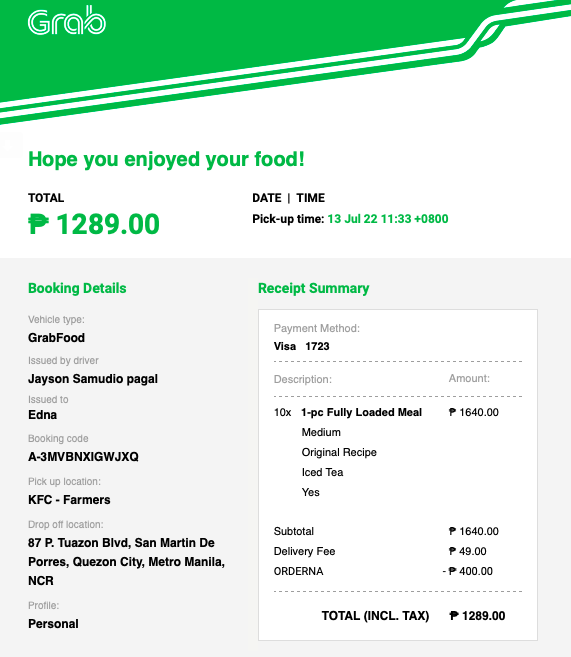 Grab
Hope you enjoyed your food!
TOTAL
₱ 1289.00
DATE | TIME
Pick-up time: 13 Jul 22 11:33 +0800
Booking Details
Vehicle type:
GrabFood
Issued by driver
Jayson Samudio pagal
Issued to
Edna
Booking code
A-3MVBNXIGWJXQ
Pick up location:
KFC - Farmers
Drop off location:
87 P. Tuazon Blvd, San Martin De
Porres, Quezon City, Metro Manila,
NCR
Profile:
Personal
Receipt Summary
Payment Method:
Visa 1723
Description: Amount:
10x 1-pc Fully Loaded Meal ₱ 1640.00
Medium
Original Recipe
Iced Tea
Yes
Subtotal ₱ 1640.00
Delivery Fee ₱ 49.00
ORDERNA - ₱ 400.00
TOTAL (INCL. TAX) ₱ 1289.00